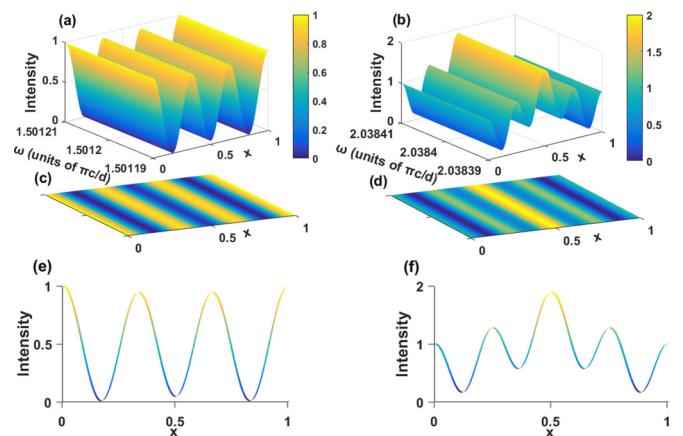 (a)
1
0.5
0
Intensity
1.50121
1.5012
1.50119
ω (units of πc/d)
0
0.5
1
x
1
0.8
0.6
0.4
0.2
0
(b)
2
1
0
Intensity
2.03841
2.0384
2.03839
ω (units of πc/d)
0
0.5
1
x
2
1.5
1
0.5
0
(c)
0
0.5
x
1
(d)
0
0.5
x
1
(e)
1
0.5
0
Intensity
0
0.5
1
x
(f)
2
1
0
Intensity
0
0.5
1
x